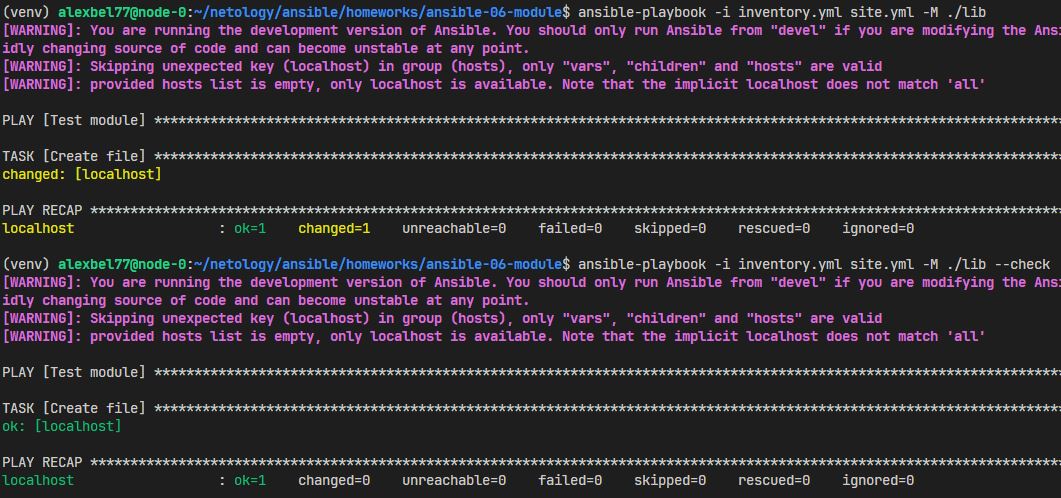 (venv) alexbel77@node-0:~/netology/ansible/homeworks/ansible-06-module$ ansible-playbook -i inventory.yml site.yml -M ./lib
[WARNING]: You are running the development version of Ansible. You should only run Ansible from "devel" if you are modifying the Ans
idly changing source of code and can become unstable at any point.
[WARNING]: Skipping unexpected key (localhost) in group (hosts), only "vars", "children" and "hosts" are valid
[WARNING]: provided hosts list is empty, only localhost is available. Note that the implicit localhost does not match 'all'
PLAY [Test module] ******************************************************************************************************************
TASK [Create file] ******************************************************************************************************************
changed: [localhost]
PLAY RECAP **************************************************************************************************************************
localhost                  : ok=1    changed=1    unreachable=0    failed=0    skipped=0    rescued=0    ignored=0
(venv) alexbel77@node-0:~/netology/ansible/homeworks/ansible-06-module$ ansible-playbook -i inventory.yml site.yml -M ./lib --check
[WARNING]: You are running the development version of Ansible. You should only run Ansible from "devel" if you are modifying the Ans
idly changing source of code and can become unstable at any point.
[WARNING]: Skipping unexpected key (localhost) in group (hosts), only "vars", "children" and "hosts" are valid
[WARNING]: provided hosts list is empty, only localhost is available. Note that the implicit localhost does not match 'all'
PLAY [Test module] ******************************************************************************************************************
TASK [Create file] ******************************************************************************************************************
ok: [localhost]
PLAY RECAP **************************************************************************************************************************
localhost                  : ok=1    changed=0    unreachable=0    failed=0    skipped=0    rescued=0    ignored=0